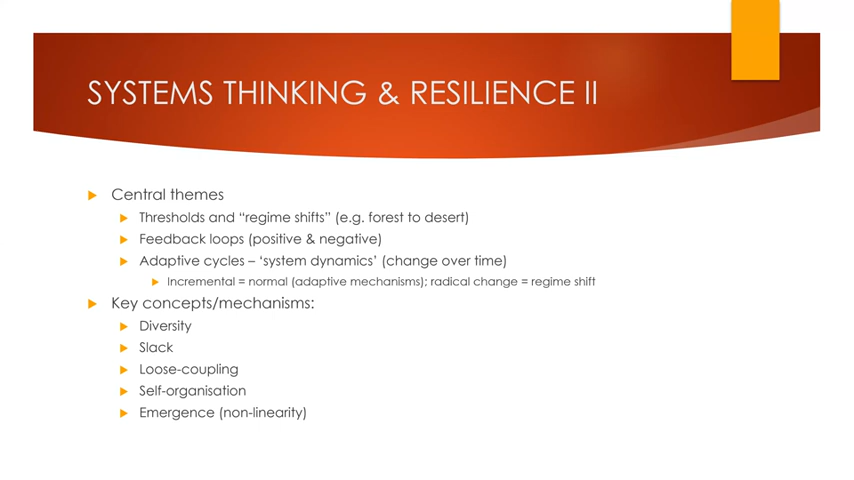 SYSTEMS THINKING & RESILIENCE II
Central themes
Thresholds and “regime shifts” (e.g. forest to desert)
Feedback loops (positive & negative)
Adaptive cycles – ‘system dynamics’ (change over time)
Incremental = normal (adaptive mechanisms); radical change = regime shift
Key concepts/mechanisms:
Diversity
Slack
Loose-coupling
Self-organisation
Emergence (non-linearity)